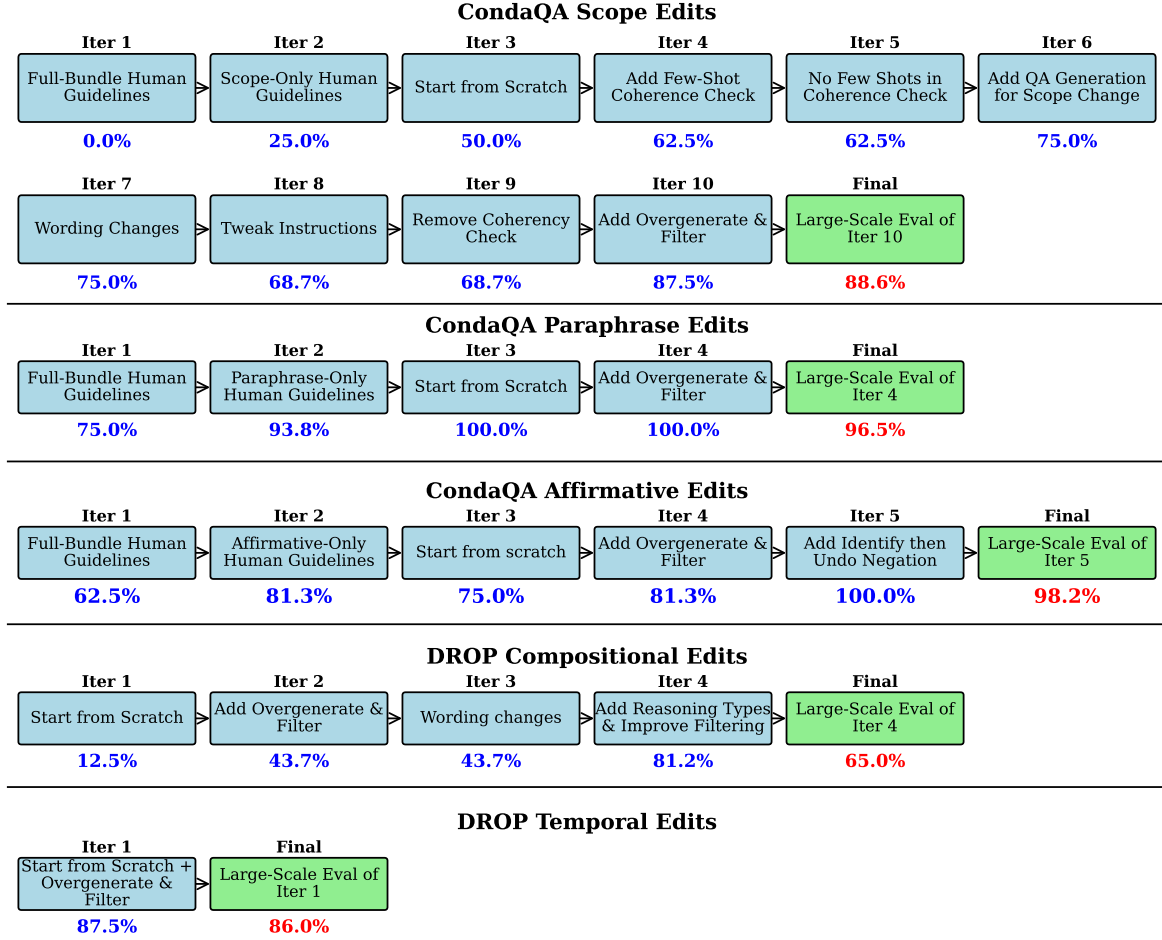 CondaQA Scope Edits
Iter 1 Iter 2 Iter 3 Iter 4 Iter 5 Iter 6
Full-Bundle Human
Guidelines
Scope-Only Human
Guidelines
Start from Scratch
Add Few-Shot
Coherence Check
No Few Shots in
Coherence Check
Add QA Generation
for Scope Change
0.0% 25.0% 50.0% 62.5% 62.5% 75.0%
Iter 7 Iter 8 Iter 9 Iter 10 Final
Wording Changes
Tweak Instructions
Remove Coherency
Check
Add Overgenerate &
Filter
Large-Scale Eval of
Iter 10
75.0% 68.7% 68.7% 87.5% 88.6%
CondaQA Paraphrase Edits
Iter 1 Iter 2 Iter 3 Iter 4 Final
Full-Bundle Human
Guidelines
Paraphrase-Only
Human Guidelines
Start from Scratch
Add Overgenerate &
Filter
Large-Scale Eval of
Iter 4
75.0% 93.8% 100.0% 100.0% 96.5%
CondaQA Affirmative Edits
Iter 1 Iter 2 Iter 3 Iter 4 Iter 5 Final
Full-Bundle Human
Guidelines
Affirmative-Only
Human Guidelines
Start from scratch
Add Overgenerate &
Filter
Add Identify then
Undo Negation
Large-Scale Eval of
Iter 5
62.5% 81.3% 75.0% 81.3% 100.0% 98.2%
DROP Compositional Edits
Iter 1 Iter 2 Iter 3 Iter 4 Final
Start from Scratch
Add Overgenerate &
Filter
Wording changes
Add Reasoning Types
& Improve Filtering
Large-Scale Eval of
Iter 4
12.5% 43.7% 43.7% 81.2% 65.0%
DROP Temporal Edits
Iter 1 Final
Start from Scratch +
Overgenerate &
Filter
Large-Scale Eval of
Iter 1
87.5% 86.0%